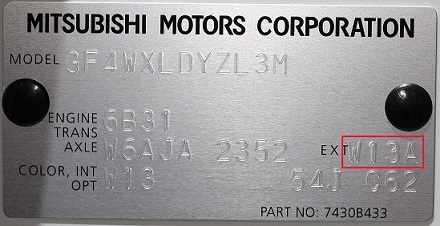 MITSUBISHI MOTORS CORPORATION
MODEL GF4WXLDYZL3M
ENGINE 6B31
TRANS AXLE W6AJA 2352 EXT W13A
COLOR, INT OPT W13 54J C62
PART NO: 7430B433